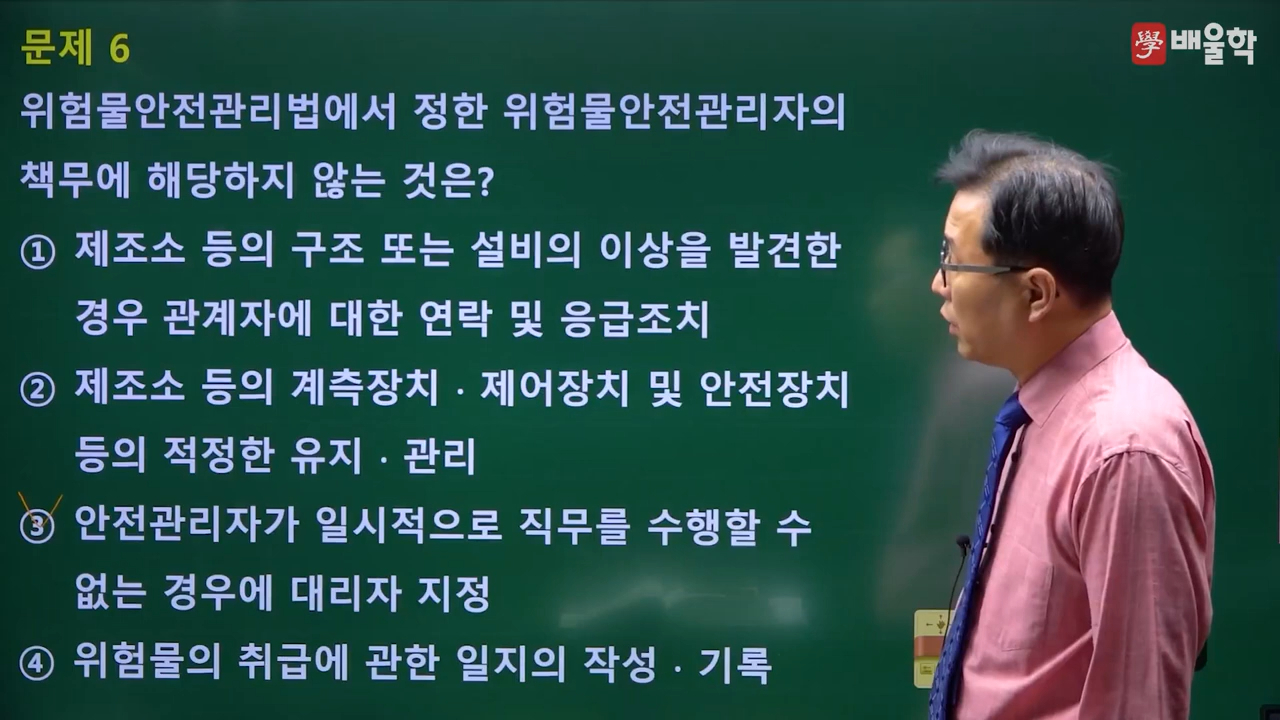 문제 6
學 배울학
위험물안전관리법에서 정한 위험물안전관리자의
책무에 해당하지 않는 것은?
① 제조소 등의 구조 또는 설비의 이상을 발견한
경우 관계자에 대한 연락 및 응급조치
② 제조소 등의 계측장치 · 제어장치 및 안전장치
등의 적정한 유지 · 관리
③ 안전관리자가 일시적으로 직무를 수행할 수
없는 경우에 대리자 지정
④ 위험물의 취급에 관한 일지의 작성 · 기록